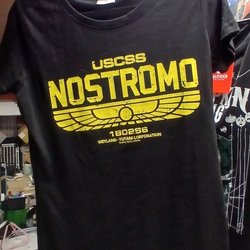 USCSS
NOSTROMO
180286
WEYLAND-YUTANI CORPORATION